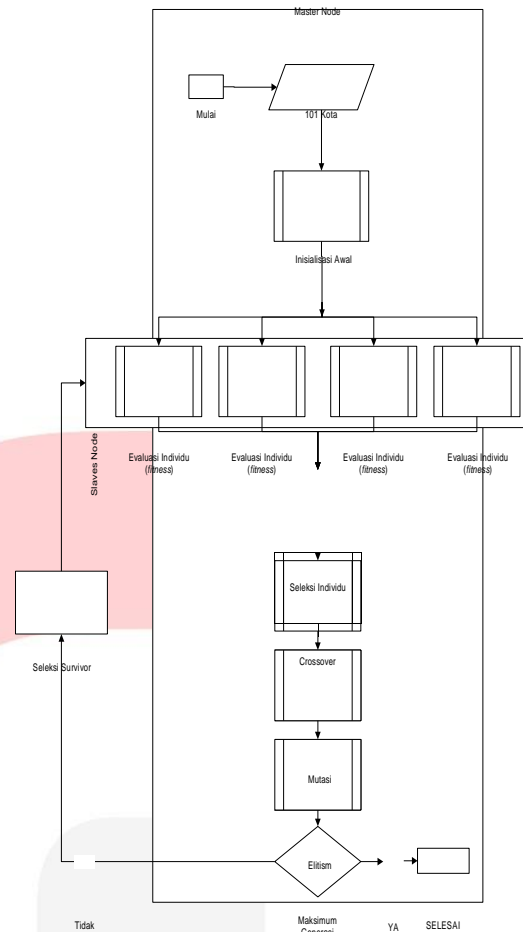 Master Node
Mulai
101 Kota
Inisialisasi Awal
Slaves Node
Evaluasi Individu
(fitness)
Evaluasi Individu
(fitness)
Evaluasi Individu
(fitness)
Evaluasi Individu
(fitness)
Seleksi Individu
Seleksi Survivor
Crossover
Mutasi
Elitism
Tidak
Maksimum
Generasi
YA
SELESAI